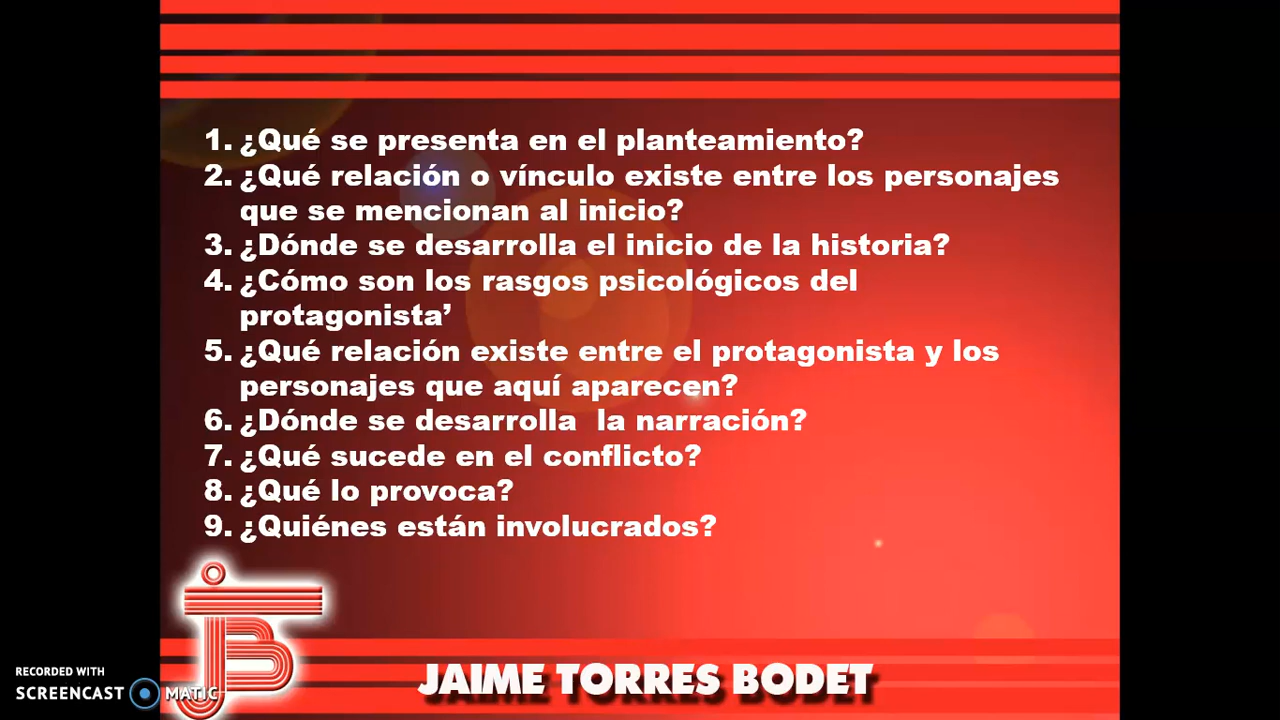 1. ¿Qué se presenta en el planteamiento?
2. ¿Qué relación o vínculo existe entre los personajes
que se mencionan al inicio?
3. ¿Dónde se desarrolla el inicio de la historia?
4. ¿Cómo son los rasgos psicológicos del
protagonista’
5. ¿Qué relación existe entre el protagonista y los
personajes que aquí aparecen?
6. ¿Dónde se desarrolla  la narración?
7. ¿Qué sucede en el conflicto?
8. ¿Qué lo provoca?
9. ¿Quiénes están involucrados?
JTB
JAIME TORRES BODET
RECORDED WITH
SCREENCAST MATIC